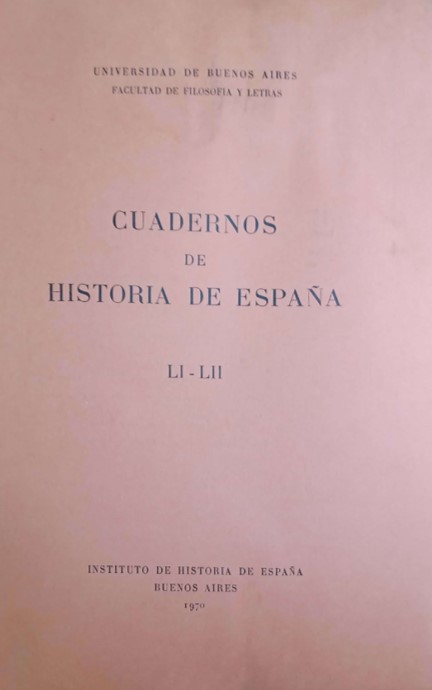 UNIVERSIDAD DE BUENOS AIRES
FACULTAD DE FILOSOFIA Y LETRAS
CUADERNOS
DE
HISTORIA DE ESPAÑA
LI - LII
INSTITUTO DE HISTORIA DE ESPAÑA
BUENOS AIRES
1970